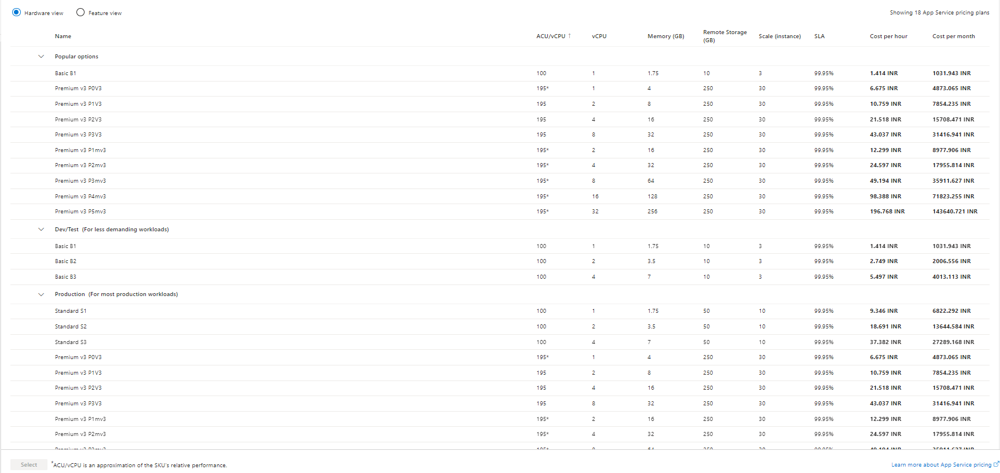 Hardware view Feature view Showing 18 App Service pricing plans
Name ACU/vCPU ↑ vCPU Memory (GB) Remote Storage (GB) Scale (instance) SLA Cost per hour Cost per month
Popular options
Basic B1 100 1 1.75 10 3 99.95% 1.414 INR 1031.943 INR
Premium v3 P0V3 195* 1 4 250 30 99.95% 6.675 INR 4873.065 INR
Premium v3 P1V3 195 2 8 250 30 99.95% 10.759 INR 7854.235 INR
Premium v3 P2V3 195 4 16 250 30 99.95% 21.518 INR 15708.471 INR
Premium v3 P3V3 195 8 32 250 30 99.95% 43.037 INR 31416.941 INR
Premium v3 P1mv3 195* 2 16 250 30 99.95% 12.299 INR 8977.906 INR
Premium v3 P2mv3 195* 4 32 250 30 99.95% 24.597 INR 17955.814 INR
Premium v3 P3mv3 195* 8 64 250 30 99.95% 49.194 INR 35911.627 INR
Premium v3 P4mv3 195* 16 128 250 30 99.95% 98.388 INR 71823.255 INR
Premium v3 P5mv3 195* 32 256 250 30 99.95% 196.768 INR 143640.721 INR
Dev/Test (For less demanding workloads)
Basic B1 100 1 1.75 10 3 99.95% 1.414 INR 1031.943 INR
Basic B2 100 2 3.5 10 3 99.95% 2.749 INR 2006.556 INR
Basic B3 100 4 7 10 3 99.95% 5.497 INR 4013.113 INR
Production (For most production workloads)
Standard S1 100 1 1.75 50 10 99.95% 9.346 INR 6822.292 INR
Standard S2 100 2 3.5 50 10 99.95% 18.691 INR 13644.584 INR
Standard S3 100 4 7 50 10 99.95% 37.382 INR 27289.168 INR
Premium v3 P0V3 195* 1 4 250 30 99.95% 6.675 INR 4873.065 INR
Premium v3 P1V3 195 2 8 250 30 99.95% 10.759 INR 7854.235 INR
Premium v3 P2V3 195 4 16 250 30 99.95% 21.518 INR 15708.471 INR
Premium v3 P3V3 195 8 32 250 30 99.95% 43.037 INR 31416.941 INR
Premium v3 P1mv3 195* 2 16 250 30 99.95% 12.299 INR 8977.906 INR
Premium v3 P2mv3 195* 4 32 250 30 99.95% 24.597 INR 17955.814 INR
Select *ACU/vCPU is an approximation of the SKU's relative performance. Learn more about App Service pricing